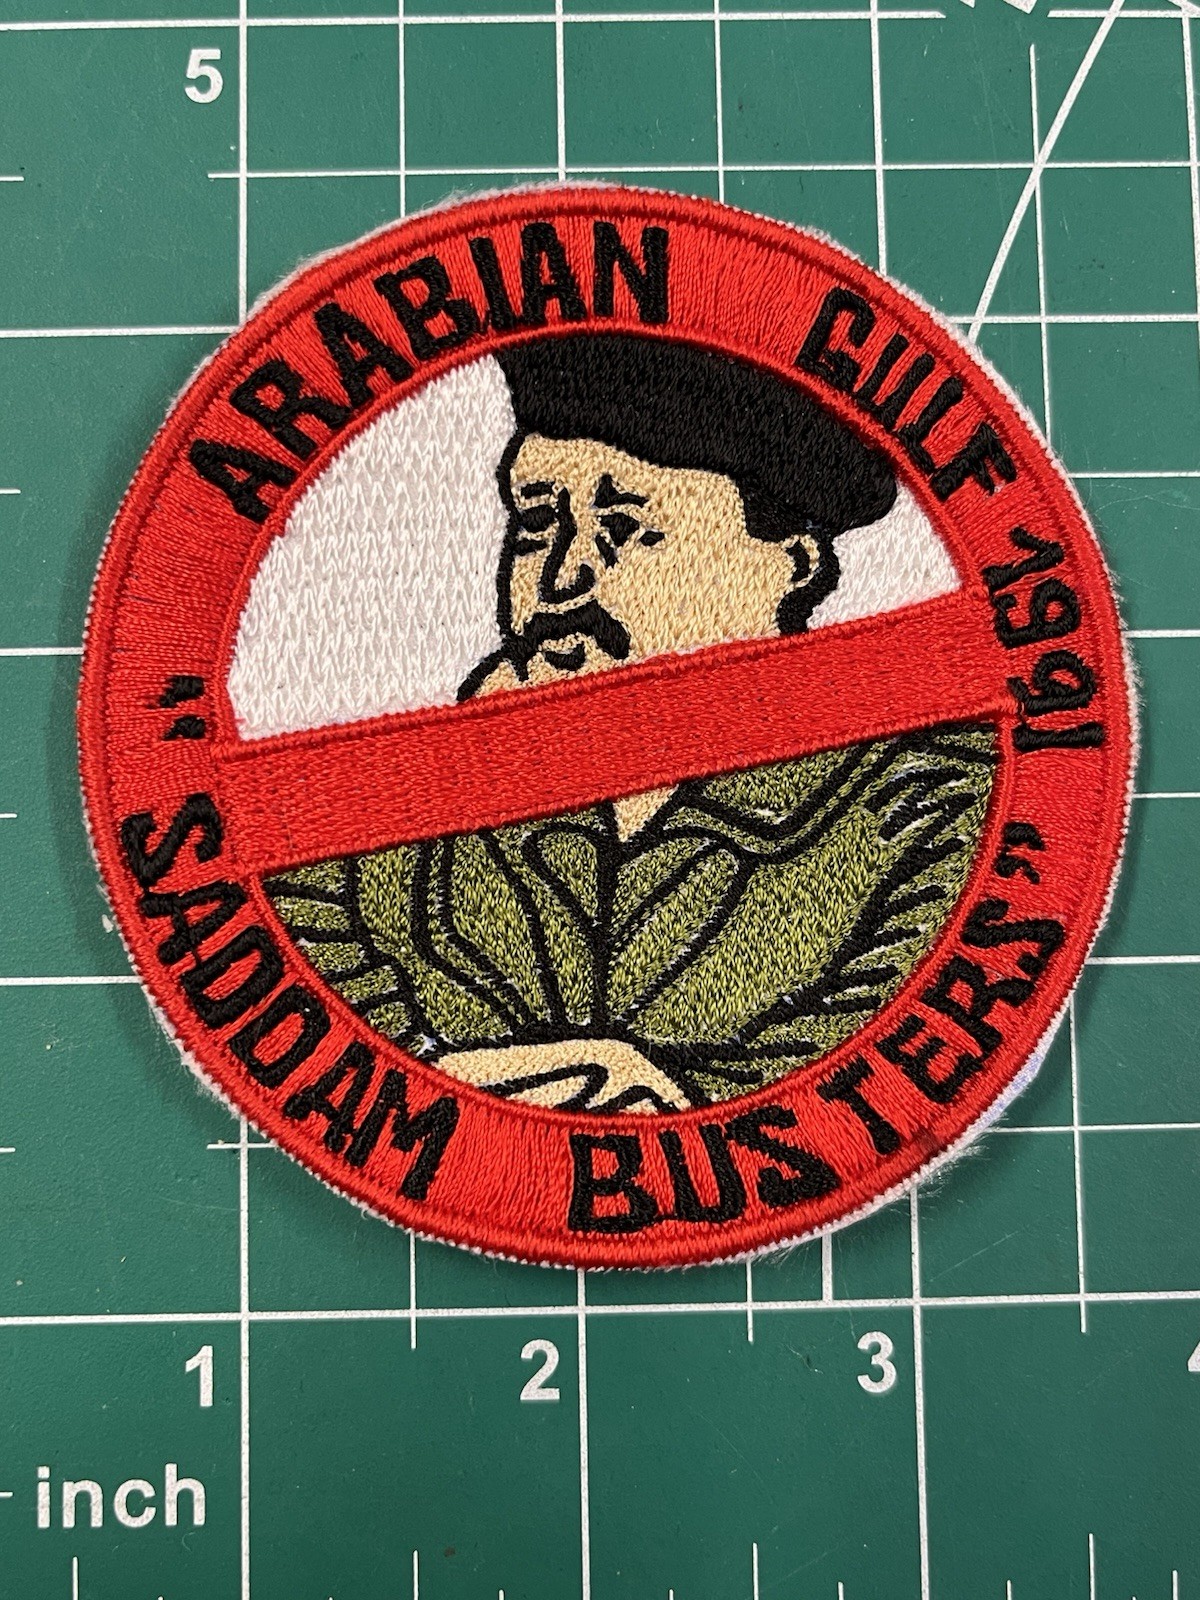 5
ARABIAN GULF 1991
"SADDAM BUSTERS"
1 2 3
inch